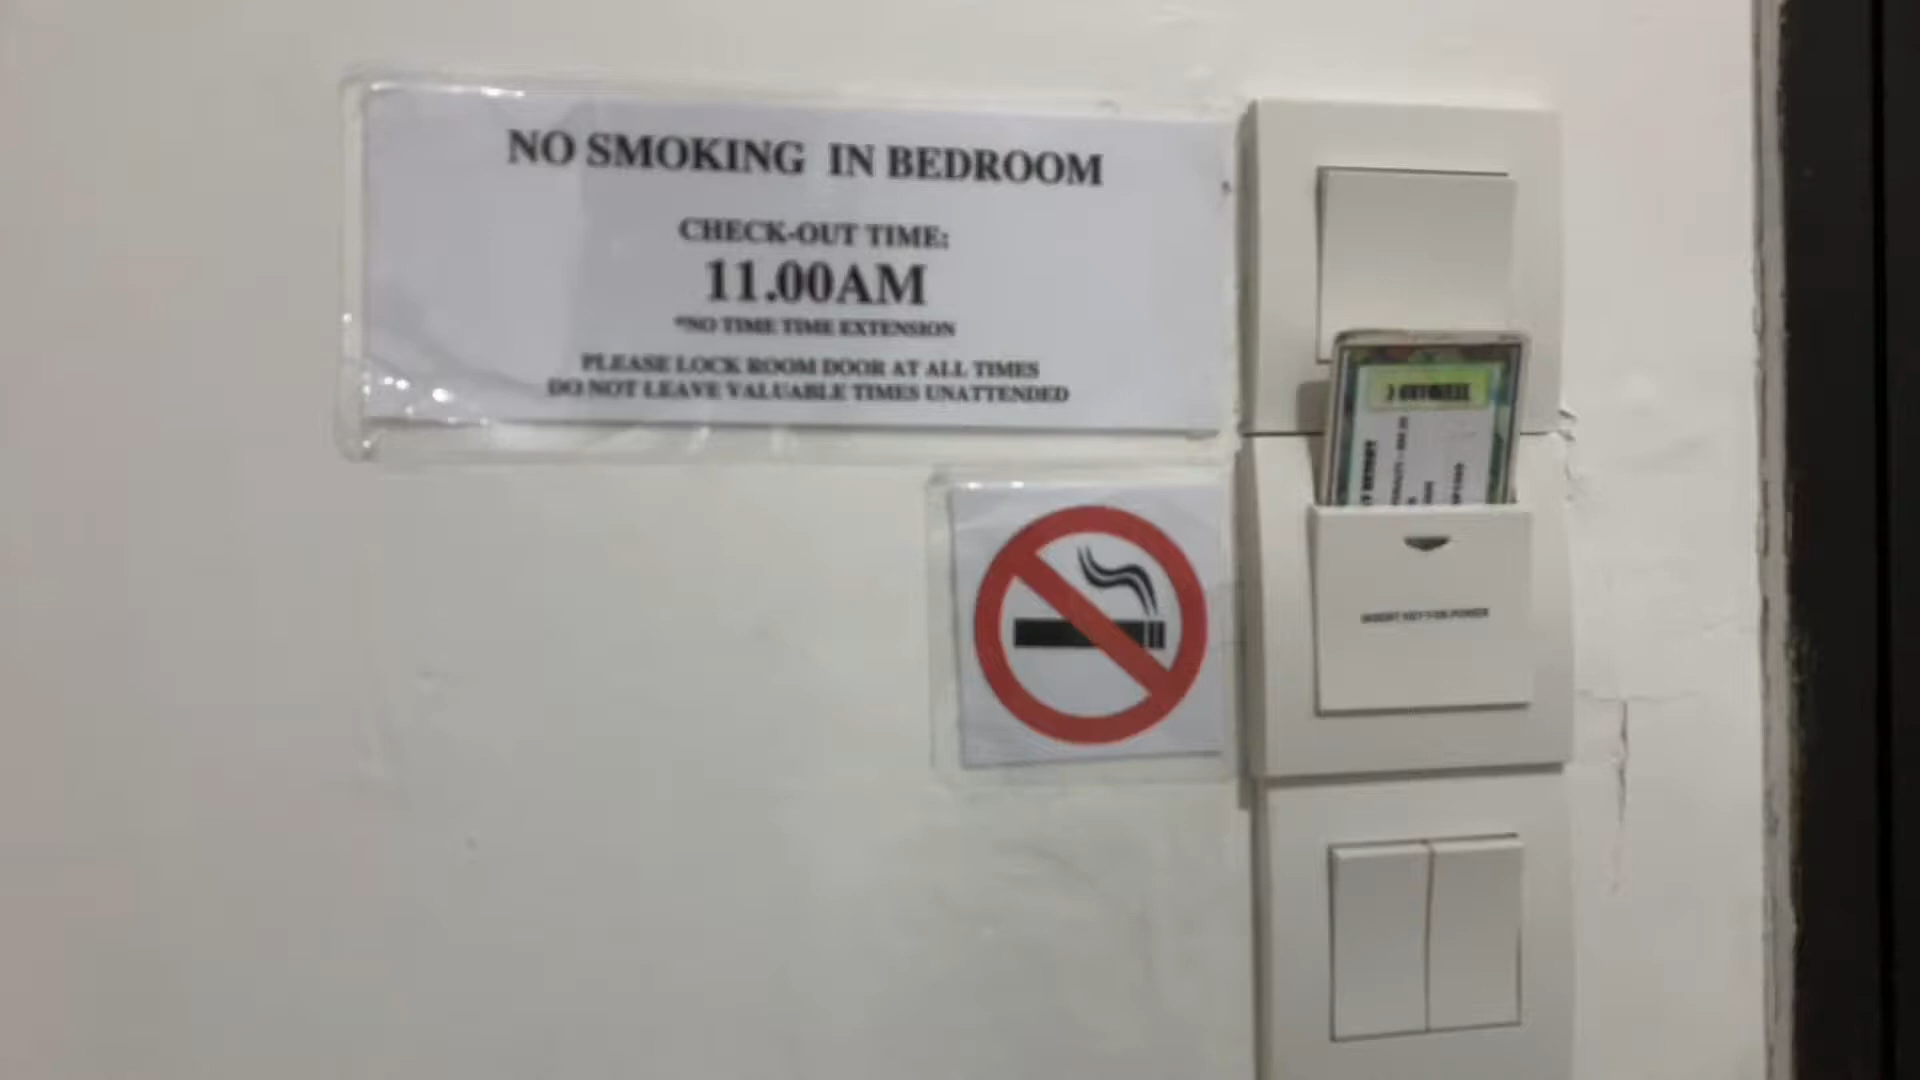 NO SMOKING IN BEDROOM
CHECK-OUT TIME:
11.00AM
*NO TIME TIME EXTENSION
PLEASE LOCK ROOM DOOR AT ALL TIMES
DO NOT LEAVE VALUABLE TIMES UNATTENDED
INSERT KEY FOR POWER